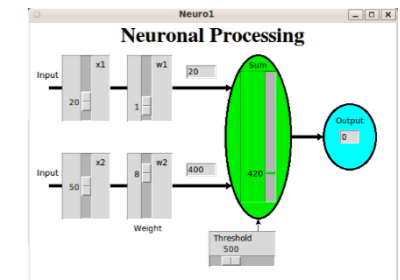 Neuro1
Neuronal Processing
Input
x1
20
w1
1
20
Sum
420
Output
0
Input
x2
50
w2
8
400
Weight
Threshold
500